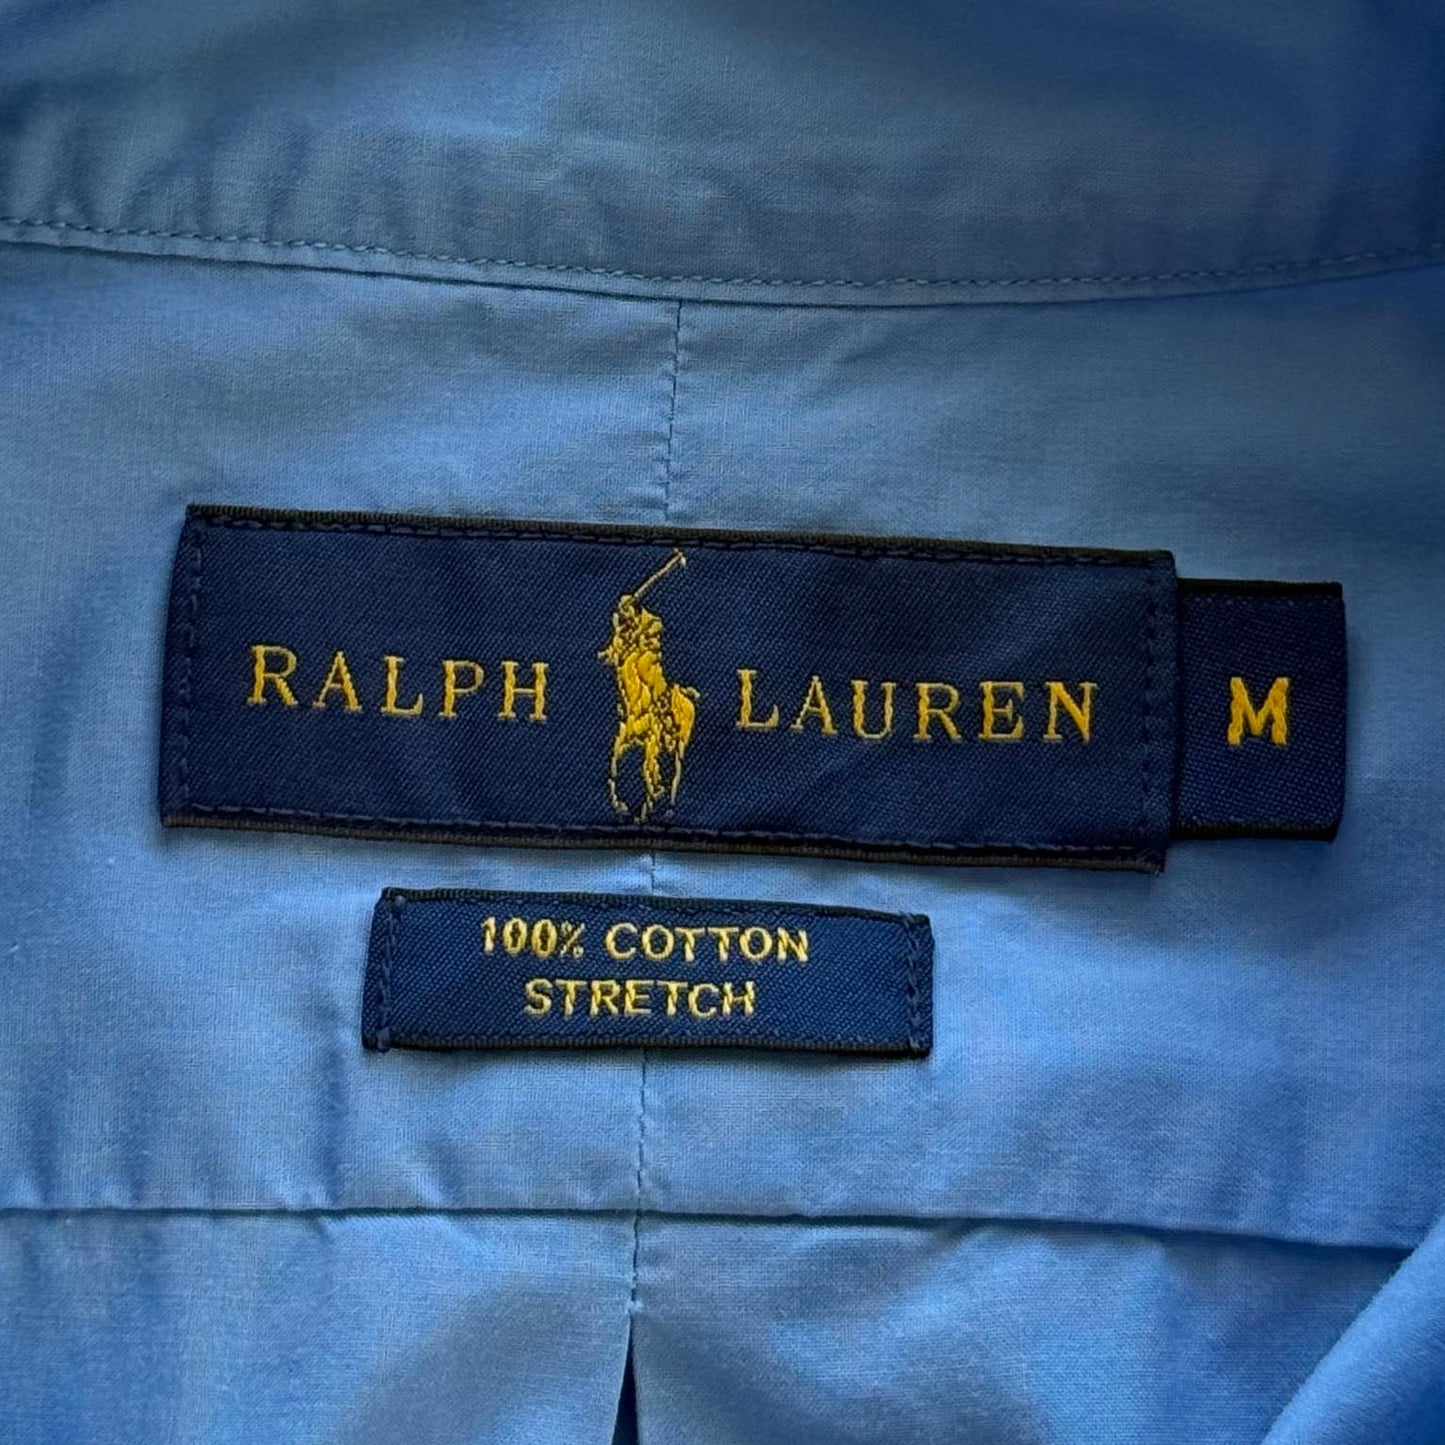 RALPH LAUREN M
100% COTTON
STRETCH